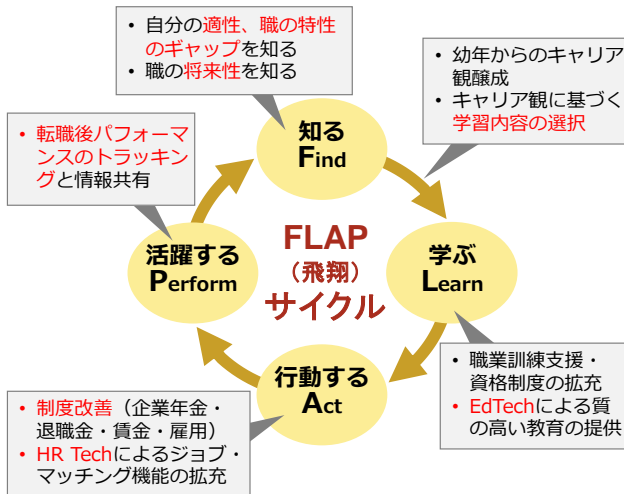 • 自分の適性、職の特性
のギャップを知る
• 職の将来性を知る
• 幼年からのキャリア
観醸成
• キャリア観に基づく
学習内容の選択
知る
Find
• 転職後パフォーマ
ンスのトラッキン
グと情報共有
活躍する
Perform
FLAP
（飛翔）
サイクル
学ぶ
Learn
• 職業訓練支援・
資格制度の拡充
• EdTechによる質
の高い教育の提供
行動する
Act
• 制度改善（企業年金・
退職金・賃金・雇用）
• HR Techによるジョブ・
マッチング機能の拡充